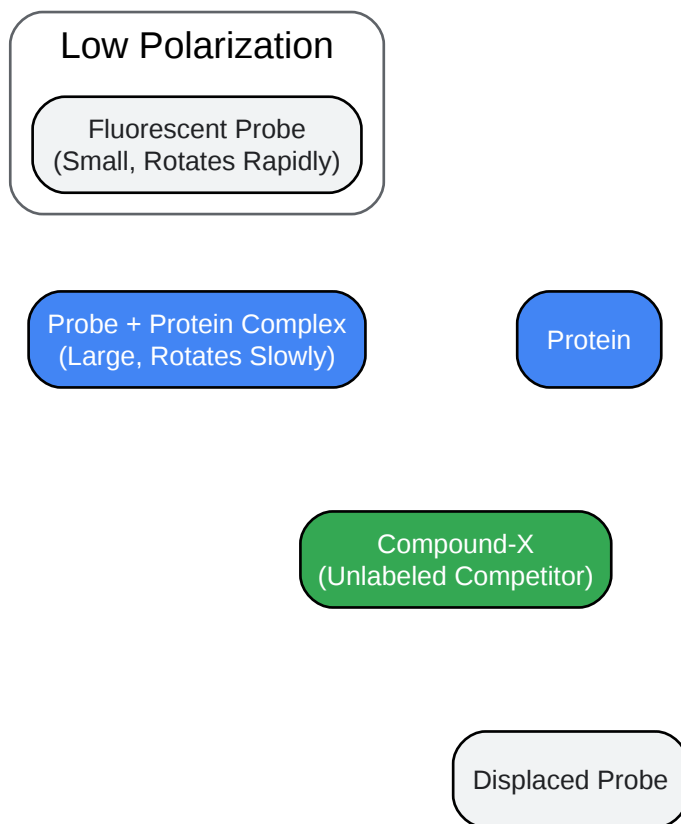 Low Polarization
Fluorescent Probe
(Small, Rotates Rapidly)
Probe + Protein Complex
(Large, Rotates Slowly)
Protein
Compound-X
(Unlabeled Competitor)
Displaced Probe